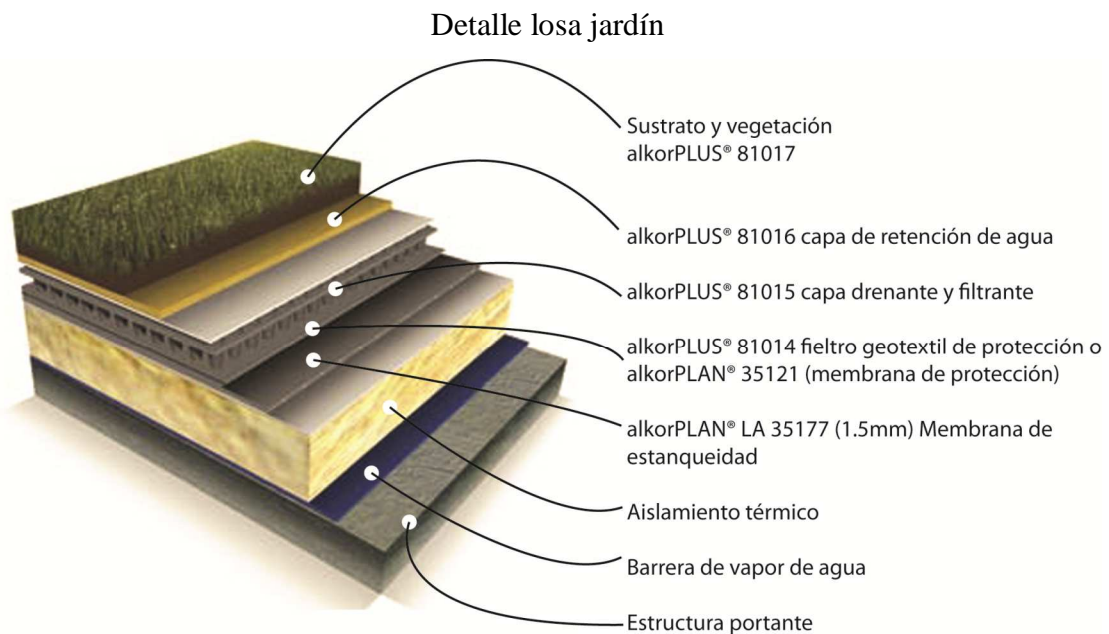 Detalle losa jardín
Sustrato y vegetación
alkorPLUS® 81017
alkorPLUS® 81016 capa de retención de agua
alkorPLUS® 81015 capa drenante y filtrante
alkorPLUS® 81014 fieltro geotextil de protección o
alkorPLAN® 35121 (membrana de protección)
alkorPLAN® LA 35177 (1.5mm) Membrana de
estanqueidad
Aislamiento térmico
Barrera de vapor de agua
Estructura portante